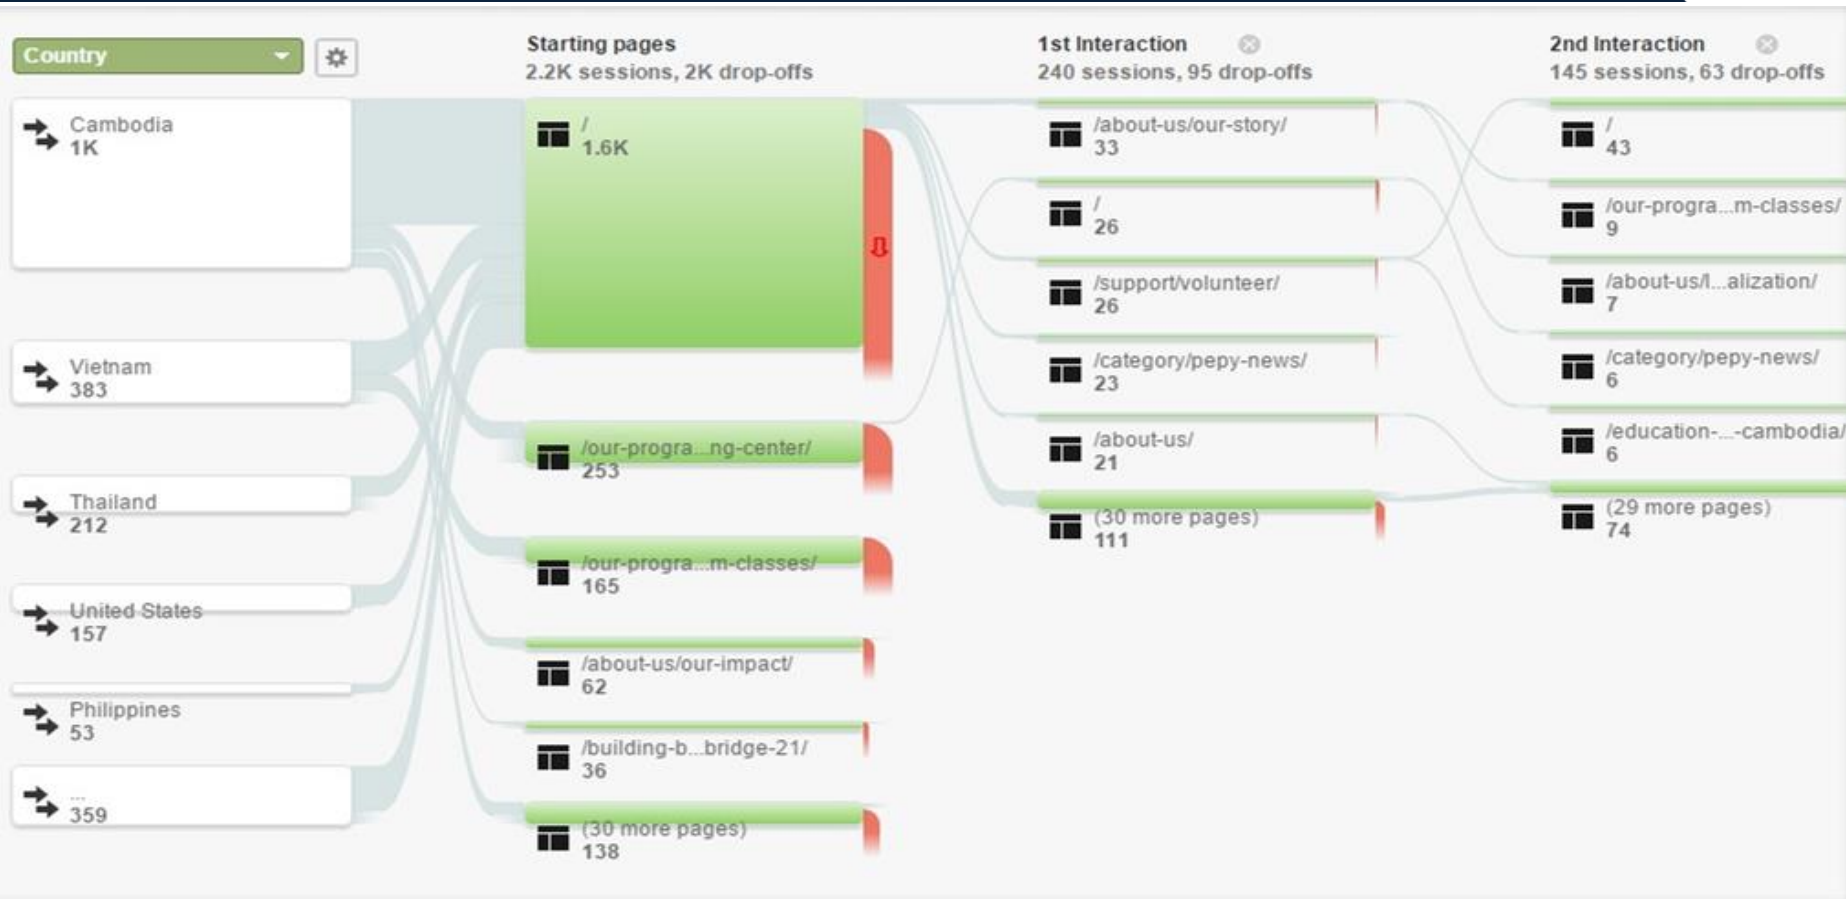 Country
Cambodia
1K
Vietnam
383
Thailand
212
United States
157
Philippines
53
...
359
Starting pages
2.2K sessions, 2K drop-offs
/
1.6K
/our-progra...ng-center/
253
/our-progra...m-classes/
165
/about-us/our-impact/
62
/building-b...bridge-21/
36
(30 more pages)
138
1st Interaction
240 sessions, 95 drop-offs
/about-us/our-story/
33
/
26
/support/volunteer/
26
/category/pepy-news/
23
/about-us/
21
(30 more pages)
111
2nd Interaction
145 sessions, 63 drop-offs
/
43
/our-progra...m-classes/
9
/about-us/l...alization/
7
/category/pepy-news/
6
/education-...-cambodia/
6
(29 more pages)
74